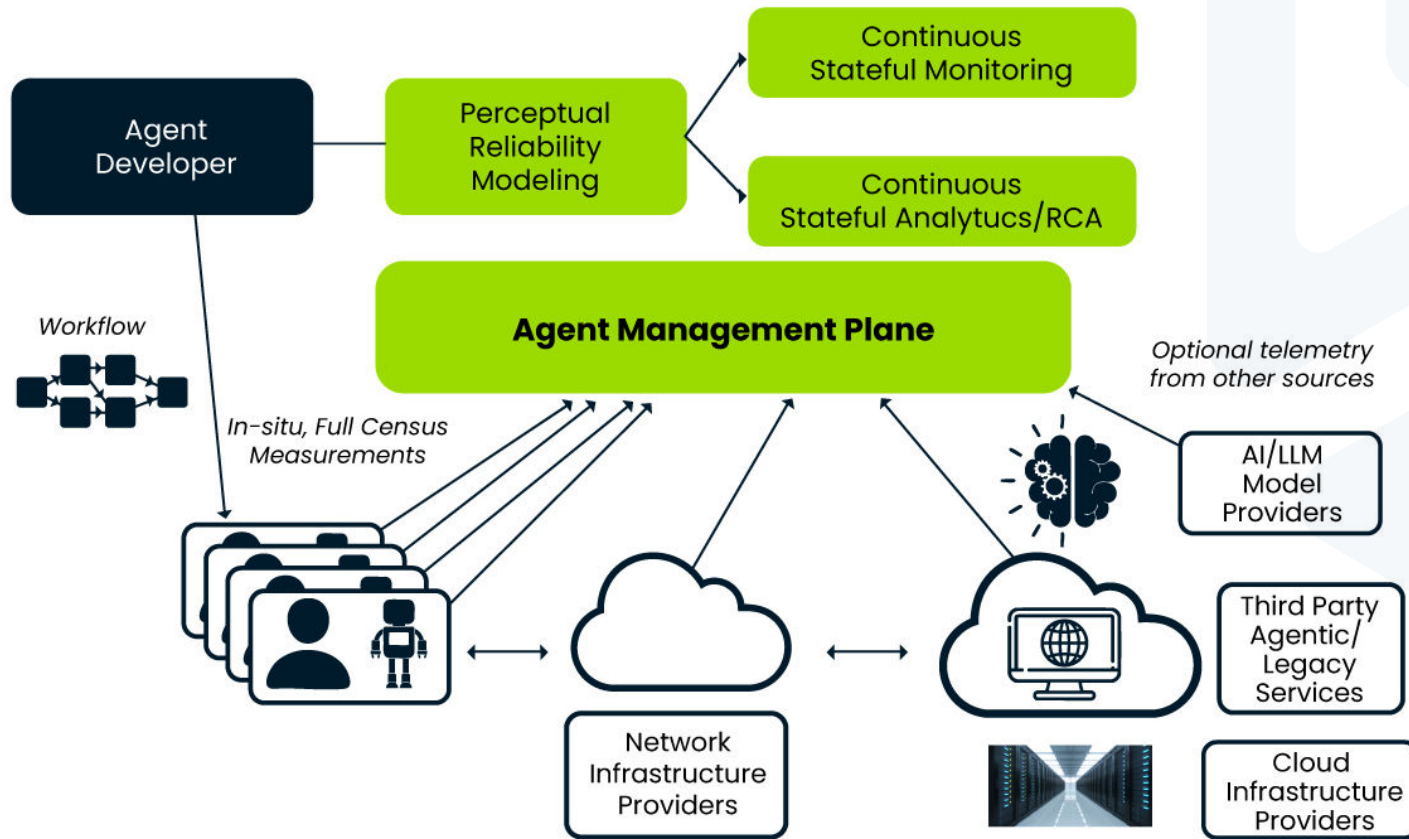 Continuous
Stateful Monitoring
Agent
Developer
Perceptual
Reliability
Modeling
Continuous
Stateful Analytucs/RCA
Agent Management Plane
Workflow
Optional telemetry
from other sources
In-situ, Full Census
Measurements
AI/LLM
Model
Providers
Third Party
Agentic/
Legacy
Services
Network
Infrastructure
Providers
Cloud
Infrastructure
Providers